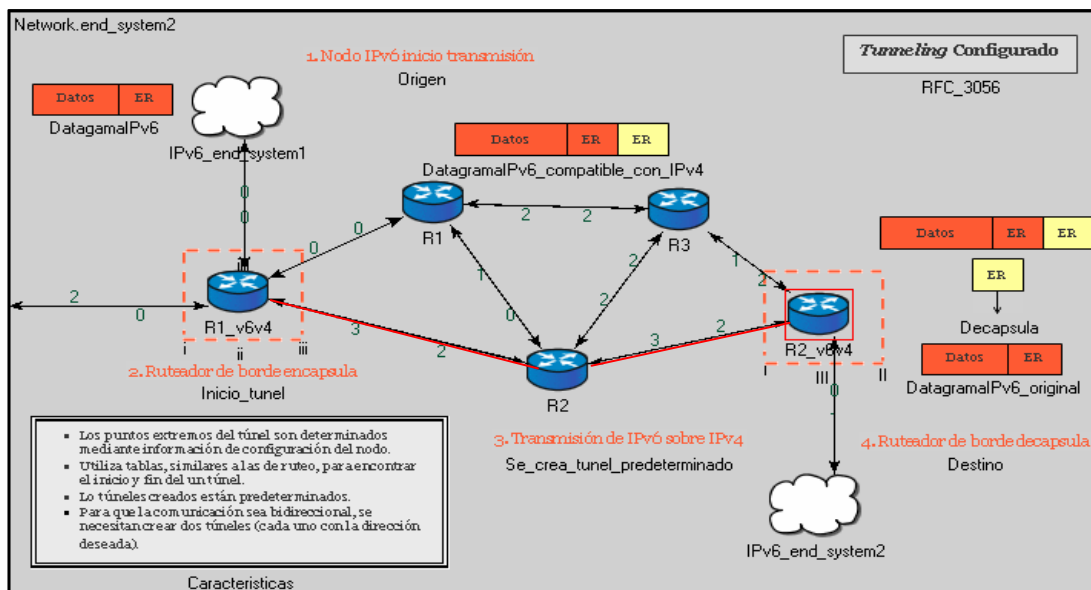 Network.end_system2
1. Nodo IPv6 inicio transmisión
Origen
Tunneling Configurado
RFC_3056
Datos ER
DatagamaIPv6
IPv6_end_system1
Datos ER ER
DatagramaIPv6_compatible_con_IPv4
0
0
0
0
R1
2
2
R3
Datos ER ER
ER
Decapsula
Datos ER
DatagramaIPv6_original
2
0
R1_v6v4
i
ii
iii
1
0
2
2
1
2
R2_v6v4
I
III
II
0
3
2
3
2
R2
2. Ruteador de borde encapsula
Inicio_tunel
3. Transmisión de IPv6 sobre IPv4
Se_crea_tunel_predeterminado
4. Ruteador de borde decapsula
Destino
IPv6_end_system2
▪ Los puntos extremos del túnel son determinados
mediante información de configuración del nodo.
▪ Utiliza tablas, similares a las de ruteo, para encontrar
el inicio y fin del un túnel.
▪ Lo túneles creados están predeterminados.
▪ Para que la comunicación sea bidireccional, se
necesitan crear dos túneles (cada uno con la dirección
deseada).
Caracteristicas